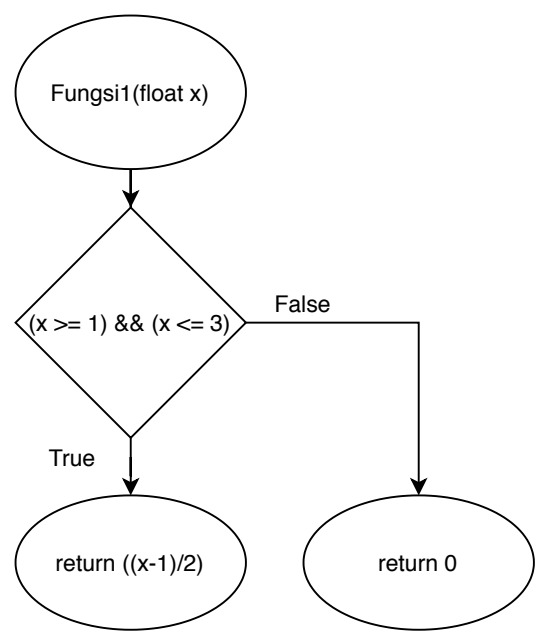 Fungsi1(float x)
(x >= 1) && (x <= 3)
False
True
return ((x-1)/2)
return 0